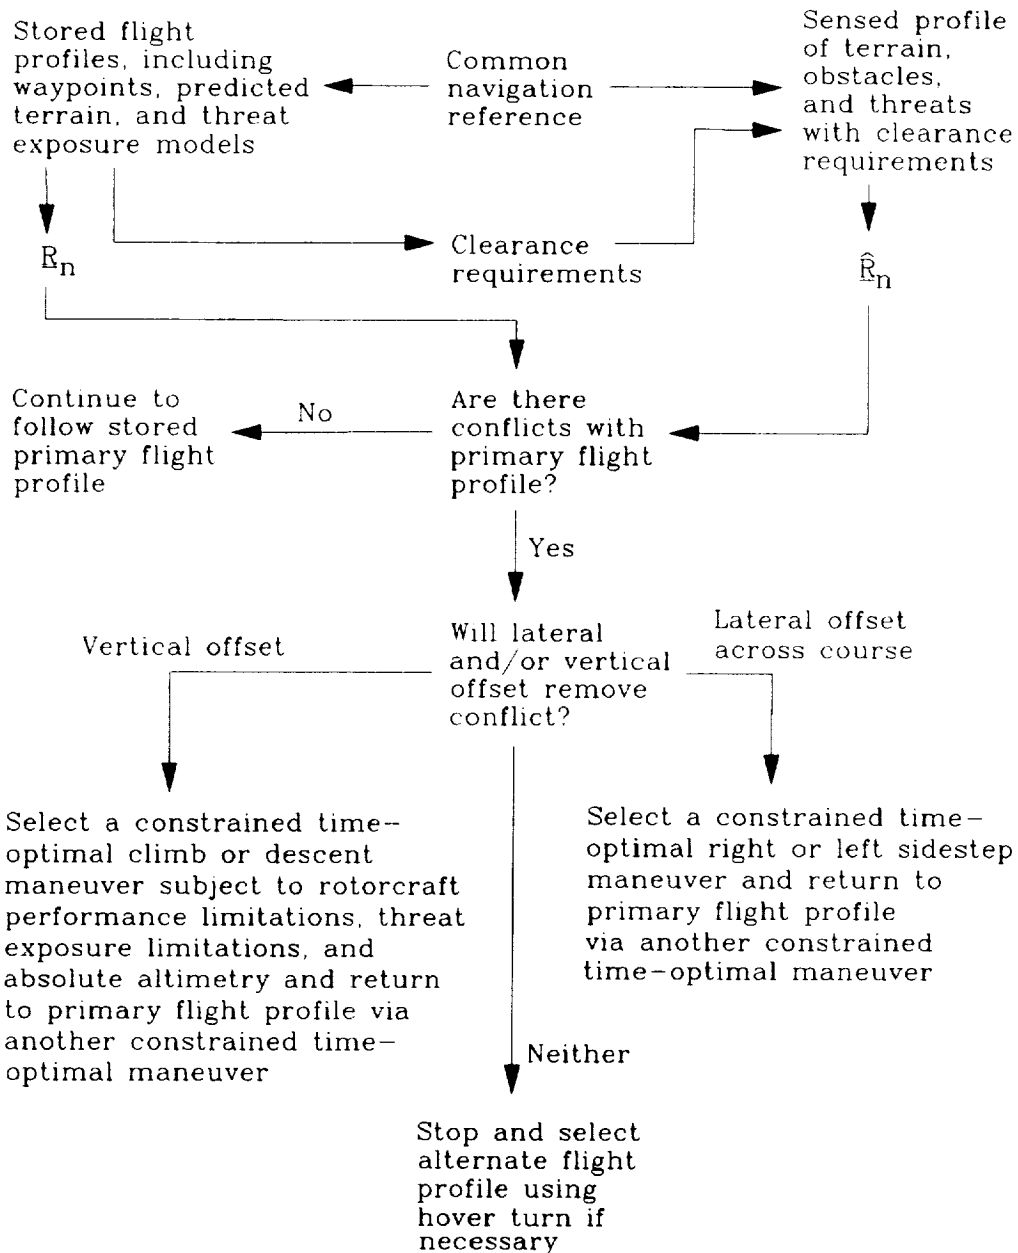 Stored flight
profiles, including
waypoints, predicted
terrain, and threat
exposure models
Common
navigation
reference
Sensed profile
of terrain,
obstacles,
and threats
with clearance
requirements
R̲n
Clearance
requirements
R̲̂n
Continue to
follow stored
primary flight
profile
No
Are there
conflicts with
primary flight
profile?
Yes
Vertical offset
Will lateral
and/or vertical
offset remove
conflict?
Lateral offset
across course
Select a constrained time-
optimal climb or descent
maneuver subject to rotorcraft
performance limitations, threat
exposure limitations, and
absolute altimetry and return
to primary flight profile via
another constrained time-
optimal maneuver
Select a constrained time-
optimal right or left sidestep
maneuver and return to
primary flight profile
via another constrained
time-optimal maneuver
Neither
Stop and select
alternate flight
profile using
hover turn if
necessary